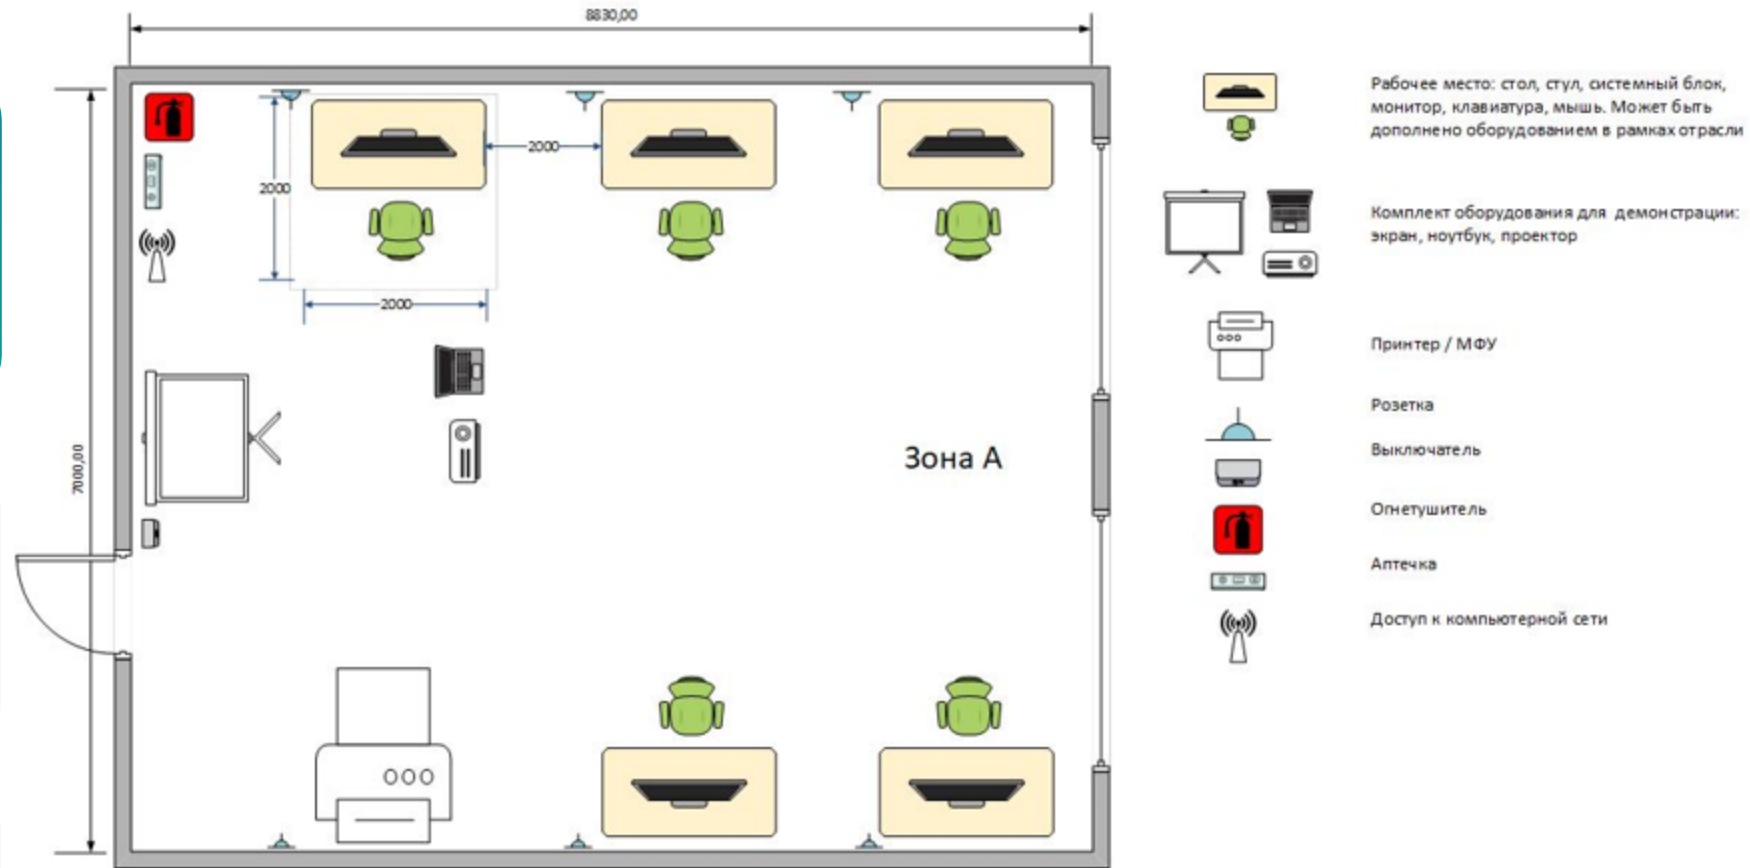 8830,00
2000
2000
2000
7000,00
Зона А
Рабочее место: стол, стул, системный блок,
монитор, клавиатура, мышь. Может быть
дополнено оборудованием в рамках отрасли
Комплект оборудования для демонстрации:
экран, ноутбук, проектор
Принтер / МФУ
Розетка
Выключатель
Огнетушитель
Аптечка
Доступ к компьютерной сети